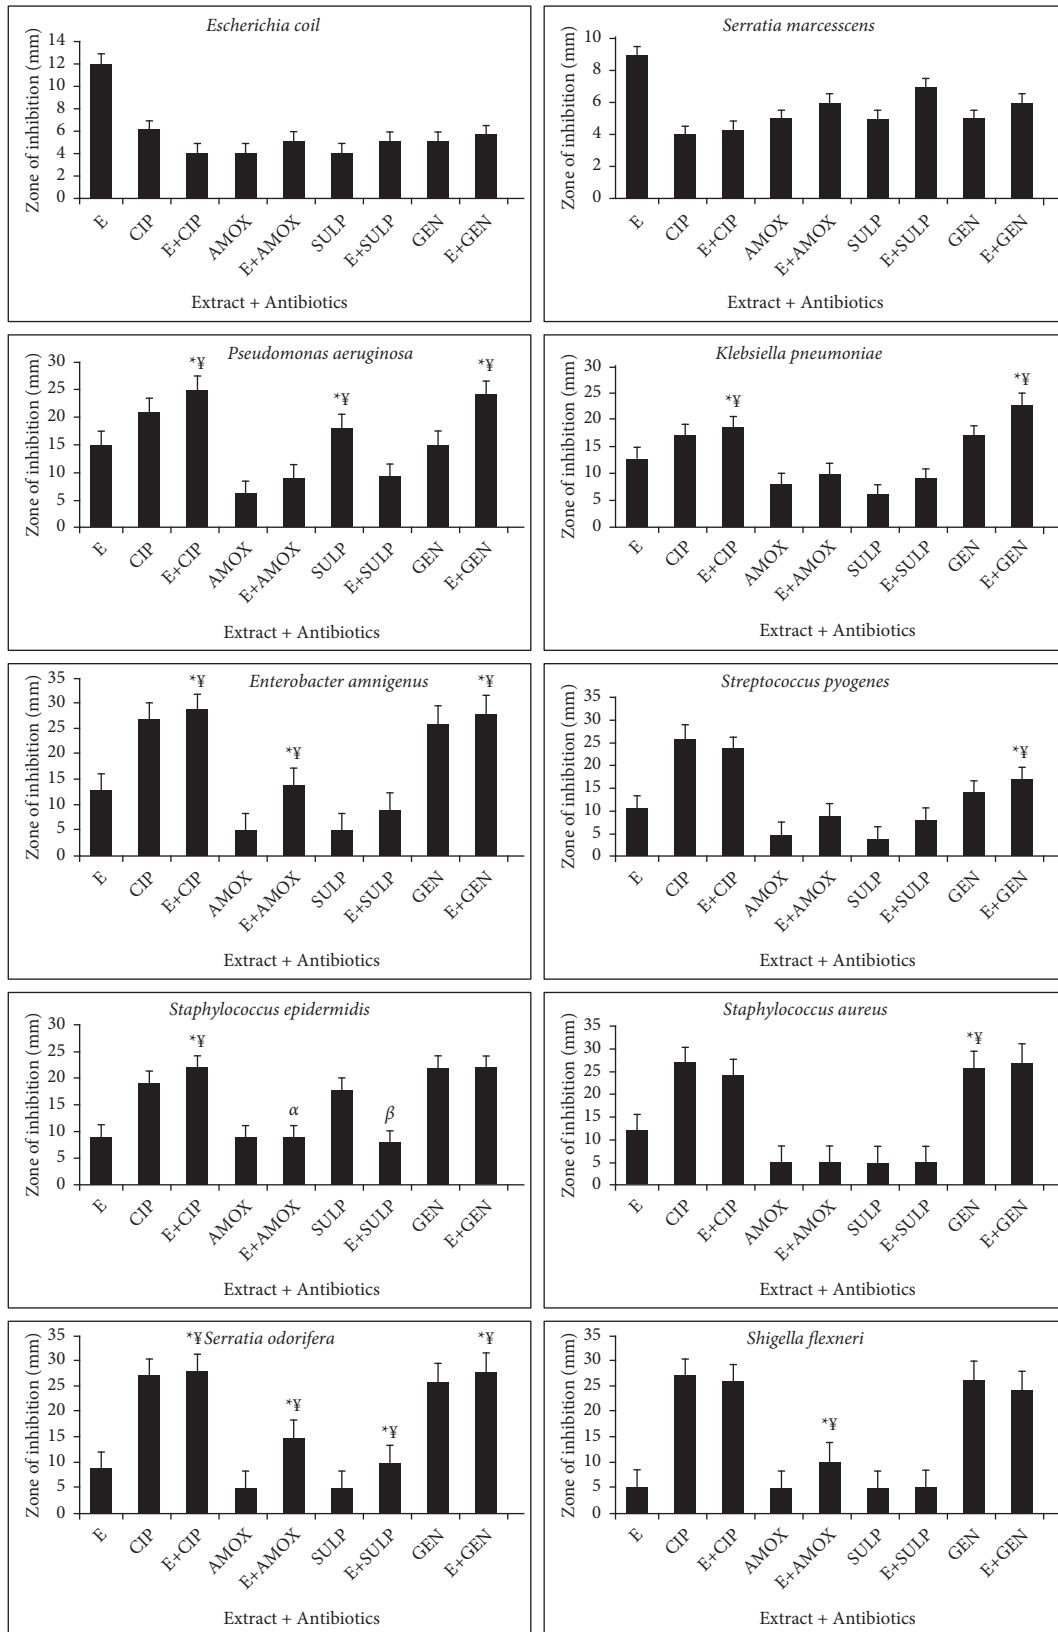 Escherichia coil
Zone of inhibition (mm)
14
12
10
8
6
4
2
0
E
CIP
E+CIP
AMOX
E+AMOX
SULP
E+SULP
GEN
E+GEN
Extract + Antibiotics
Serratia marcesscens
Zone of inhibition (mm)
10
8
6
4
2
0
E
CIP
E+CIP
AMOX
E+AMOX
SULP
E+SULP
GEN
E+GEN
Extract + Antibiotics
Pseudomonas aeruginosa
Zone of inhibition (mm)
30
25
20
15
10
5
0
*¥
*¥
*¥
E
CIP
E+CIP
AMOX
E+AMOX
SULP
E+SULP
GEN
E+GEN
Extract + Antibiotics
Klebsiella pneumoniae
Zone of inhibition (mm)
30
25
20
15
10
5
0
*¥
*¥
E
CIP
E+CIP
AMOX
E+AMOX
SULP
E+SULP
GEN
E+GEN
Extract + Antibiotics
Enterobacter amnigenus
Zone of inhibition (mm)
35
30
25
20
15
10
5
0
*¥
*¥
*¥
E
CIP
E+CIP
AMOX
E+AMOX
SULP
E+SULP
GEN
E+GEN
Extract + Antibiotics
Streptococcus pyogenes
Zone of inhibition (mm)
35
30
25
20
15
10
5
0
*¥
E
CIP
E+CIP
AMOX
E+AMOX
SULP
E+SULP
GEN
E+GEN
Extract + Antibiotics
Staphylococcus epidermidis
Zone of inhibition (mm)
30
25
20
15
10
5
0
*¥
α
β
E
CIP
E+CIP
AMOX
E+AMOX
SULP
E+SULP
GEN
E+GEN
Extract + Antibiotics
Staphylococcus aureus
Zone of inhibition (mm)
35
30
25
20
15
10
5
0
*¥
E
CIP
E+CIP
AMOX
E+AMOX
SULP
E+SULP
GEN
E+GEN
Extract + Antibiotics
Serratia odorifera
Zone of inhibition (mm)
35
30
25
20
15
10
5
0
*¥
*¥
*¥
*¥
E
CIP
E+CIP
AMOX
E+AMOX
SULP
E+SULP
GEN
E+GEN
Extract + Antibiotics
Shigella flexneri
Zone of inhibition (mm)
35
30
25
20
15
10
5
0
*¥
E
CIP
E+CIP
AMOX
E+AMOX
SULP
E+SULP
GEN
E+GEN
Extract + Antibiotics